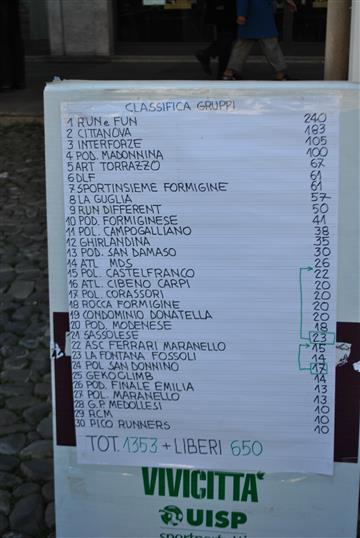 CLASSIFICA GRUPPI
1 RUN e FUN 240
2 CITTANOVA 183
3 INTERFORZE 105
4 POD. MADONNINA 100
5 ART TORRAZZO 67
6 DLF 61
7 SPORTINSIEME FORMIGINE 61
8 LA GUGLIA 57
9 RUN DIFFERENT 50
10 POD. FORMIGINESE 41
11 POL. CAMPOGALLIANO 38
12 GHIRLANDINA 35
13 POD. SAN DAMASO 30
14 ATL. MDS 26
15 POL. CASTELFRANCO 22
16 ATL. CIBENO CARPI 20
17 POL. CORASSORI 20
18 ROCCA FORMIGINE 20
19 CONDOMINIO DONATELLA 20
20 POD. MODENESE 18
21 SASSOLESE 23
22 ASC FERRARI MARANELLO 15
23 LA FONTANA FOSSOLI 14
24 POL SAN DONNINO 17
25 GEKOCLIMB 14
26 POD. FINALE EMILIA 13
27 POL. MARANELLO 13
28 G.P. MEDOLLESI 10
29 RCM 10
30 PICO RUNNERS 10
TOT. 1353 + LIBERI 650
VIVICITTA'
UISP
sportpertutti